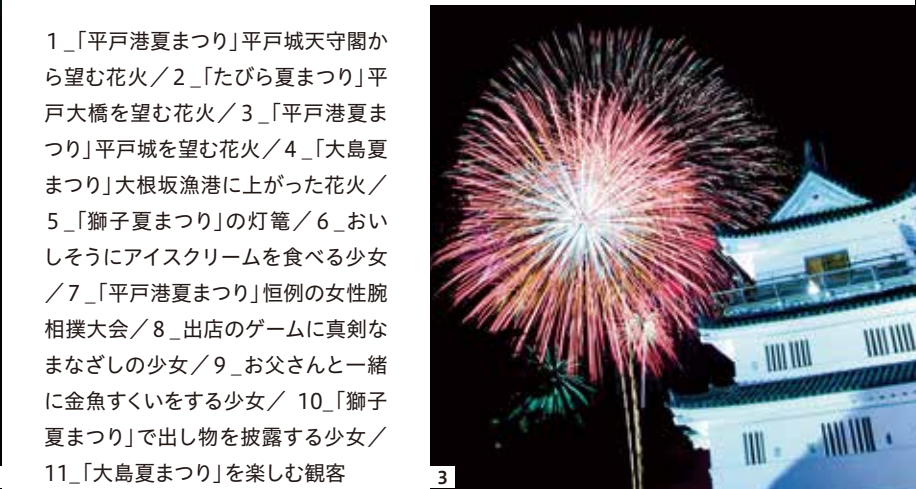 1_「平戸港夏まつり」平戸城天守閣か
ら望む花火／2_「たびら夏まつり」平
戸大橋を望む花火／3_「平戸港夏ま
つり」平戸城を望む花火／4_「大島夏
まつり」大根坂漁港に上がった花火／
5_「獅子夏まつり」の灯篭／6_おい
しそうにアイスクリームを食べる少女
／7_「平戸港夏まつり」恒例の女性腕
相撲大会／8_出店のゲームに真剣な
まなざしの少女／9_お父さんと一緒
に金魚すくいをする少女／ 10_「獅子
夏まつり」で出し物を披露する少女／
11_「大島夏まつり」を楽しむ観客
3